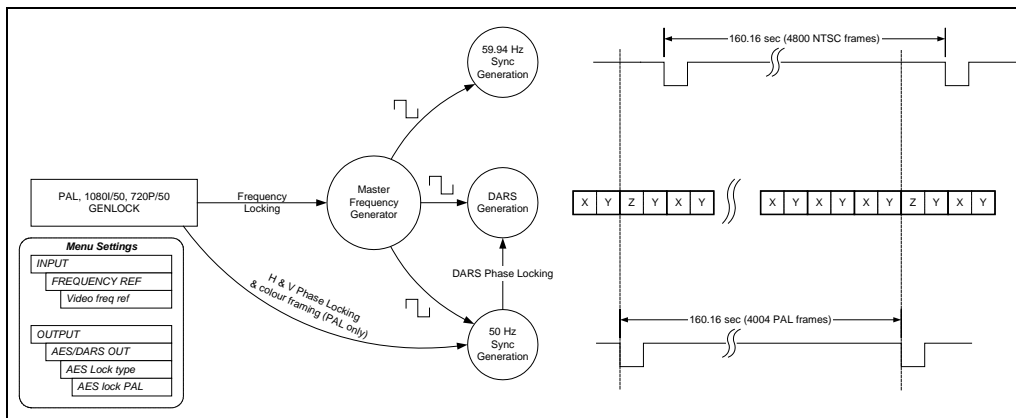 59.94 Hz
Sync
Generation
160.16 sec (4800 NTSC frames)
PAL, 1080I/50, 720P/50
GENLOCK
Frequency
Locking
Master
Frequency
Generator
DARS
Generation
X Y Z Y X Y
X Y X Y X Y X Y Z Y X Y
Menu Settings
INPUT
FREQUENCY REF
Video freq ref
OUTPUT
AES/DARS OUT
AES Lock type
AES lock PAL
H & V Phase Locking
& colour framing (PAL only)
DARS Phase Locking
50 Hz
Sync
Generation
160.16 sec (4004 PAL frames)